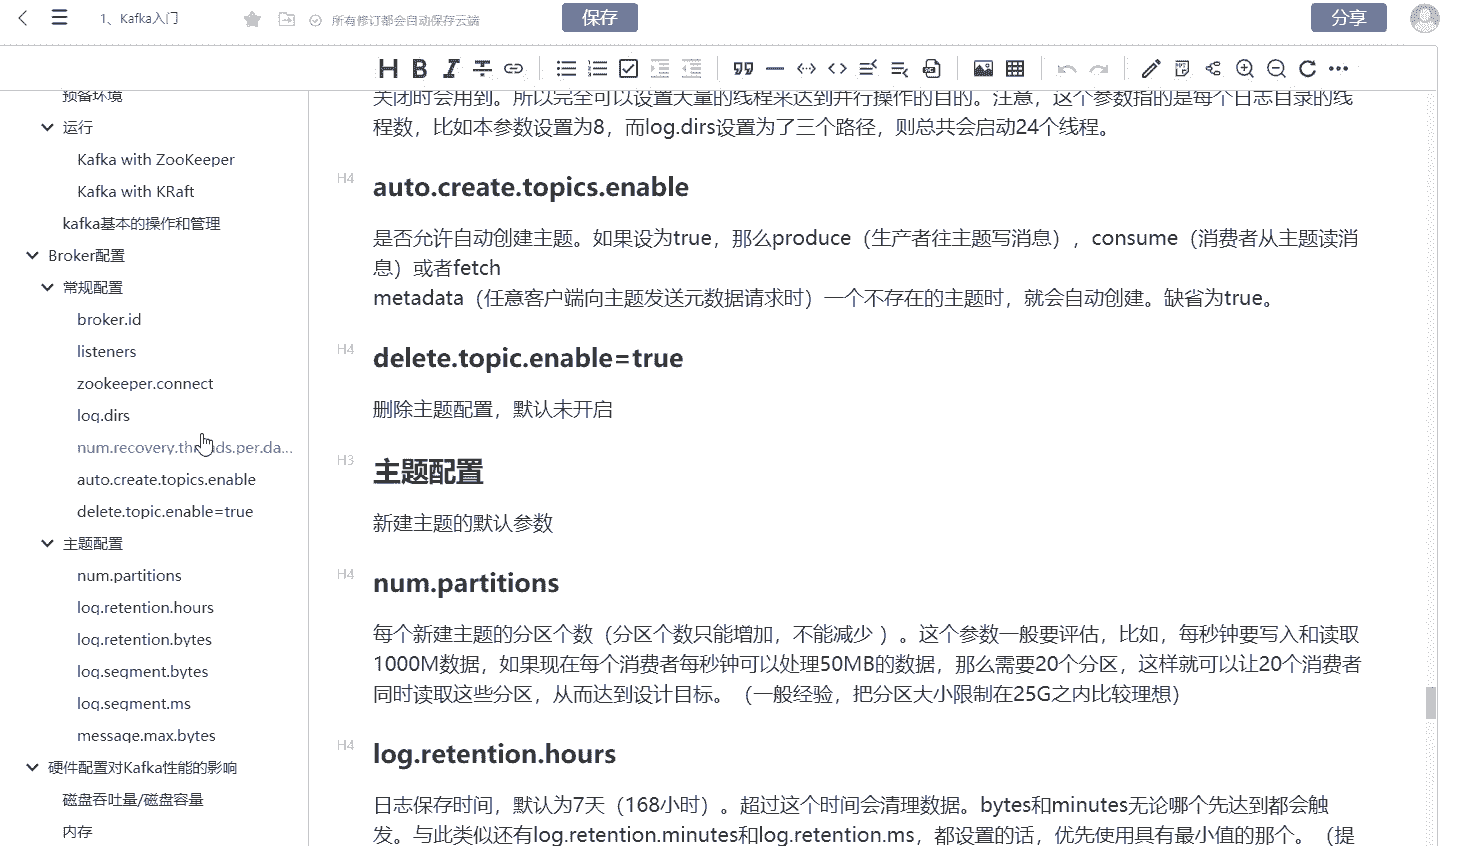 1、Kafka入门
所有修订都会自动保存云端
保存
分享
预备环境
运行
Kafka with ZooKeeper
Kafka with KRaft
kafka基本的操作和管理
Broker配置
常规配置
broker.id
listeners
zookeeper.connect
log.dirs
num.recovery.threads.per.da...
auto.create.topics.enable
delete.topic.enable=true
主题配置
num.partitions
log.retention.hours
log.retention.bytes
log.segment.bytes
log.segment.ms
message.max.bytes
硬件配置对Kafka性能的影响
磁盘吞吐量/磁盘容量
内存
关闭时会用到。所以完全可以设置大量的线程来达到并行操作的目的。注意，这个参数指的是每个日志目录的线
程数，比如本参数设置为8，而log.dirs设置为了三个路径，则总共会启动24个线程。
H4
auto.create.topics.enable
是否允许自动创建主题。如果设为true，那么produce（生产者往主题写消息），consume（消费者从主题读消
息）或者fetch
metadata（任意客户端向主题发送元数据请求时）一个不存在的主题时，就会自动创建。缺省为true。
H4
delete.topic.enable=true
删除主题配置，默认未开启
H3
主题配置
新建主题的默认参数
H4
num.partitions
每个新建主题的分区个数（分区个数只能增加，不能减少 ）。这个参数一般要评估，比如，每秒钟要写入和读取
1000M数据，如果现在每个消费者每秒钟可以处理50MB的数据，那么需要20个分区，这样就可以让20个消费者
同时读取这些分区，从而达到设计目标。（一般经验，把分区大小限制在25G之内比较理想）
H4
log.retention.hours
日志保存时间，默认为7天（168小时）。超过这个时间会清理数据。bytes和minutes无论哪个先达到都会触
发。与此类似还有log.retention.minutes和log.retention.ms，都设置的话，优先使用具有最小值的那个。（提